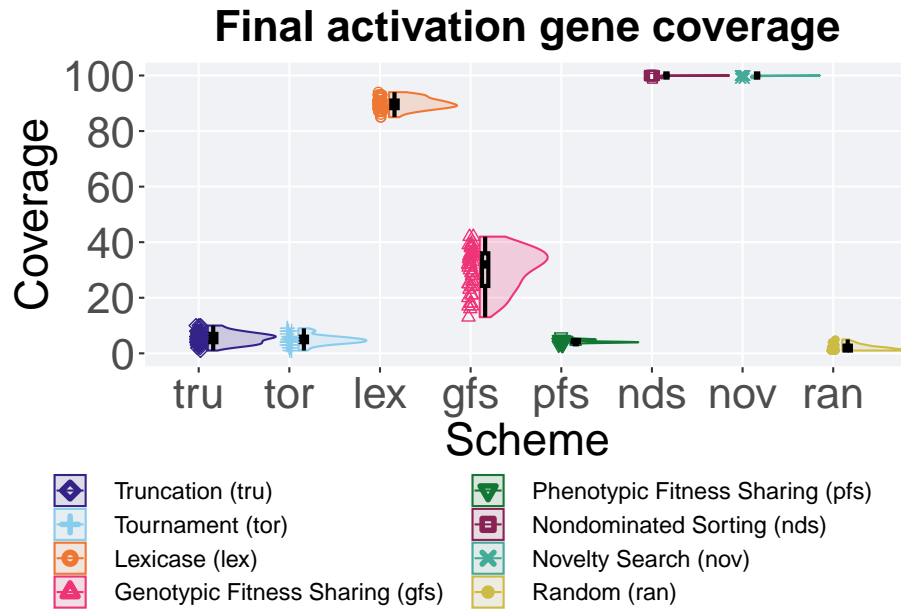 Final activation gene coverage
Coverage
100
80
60
40
20
0
tru tor lex gfs pfs nds nov ran
Scheme
Truncation (tru)
Tournament (tor)
Lexicase (lex)
Genotypic Fitness Sharing (gfs)
Phenotypic Fitness Sharing (pfs)
Nondominated Sorting (nds)
Novelty Search (nov)
Random (ran)